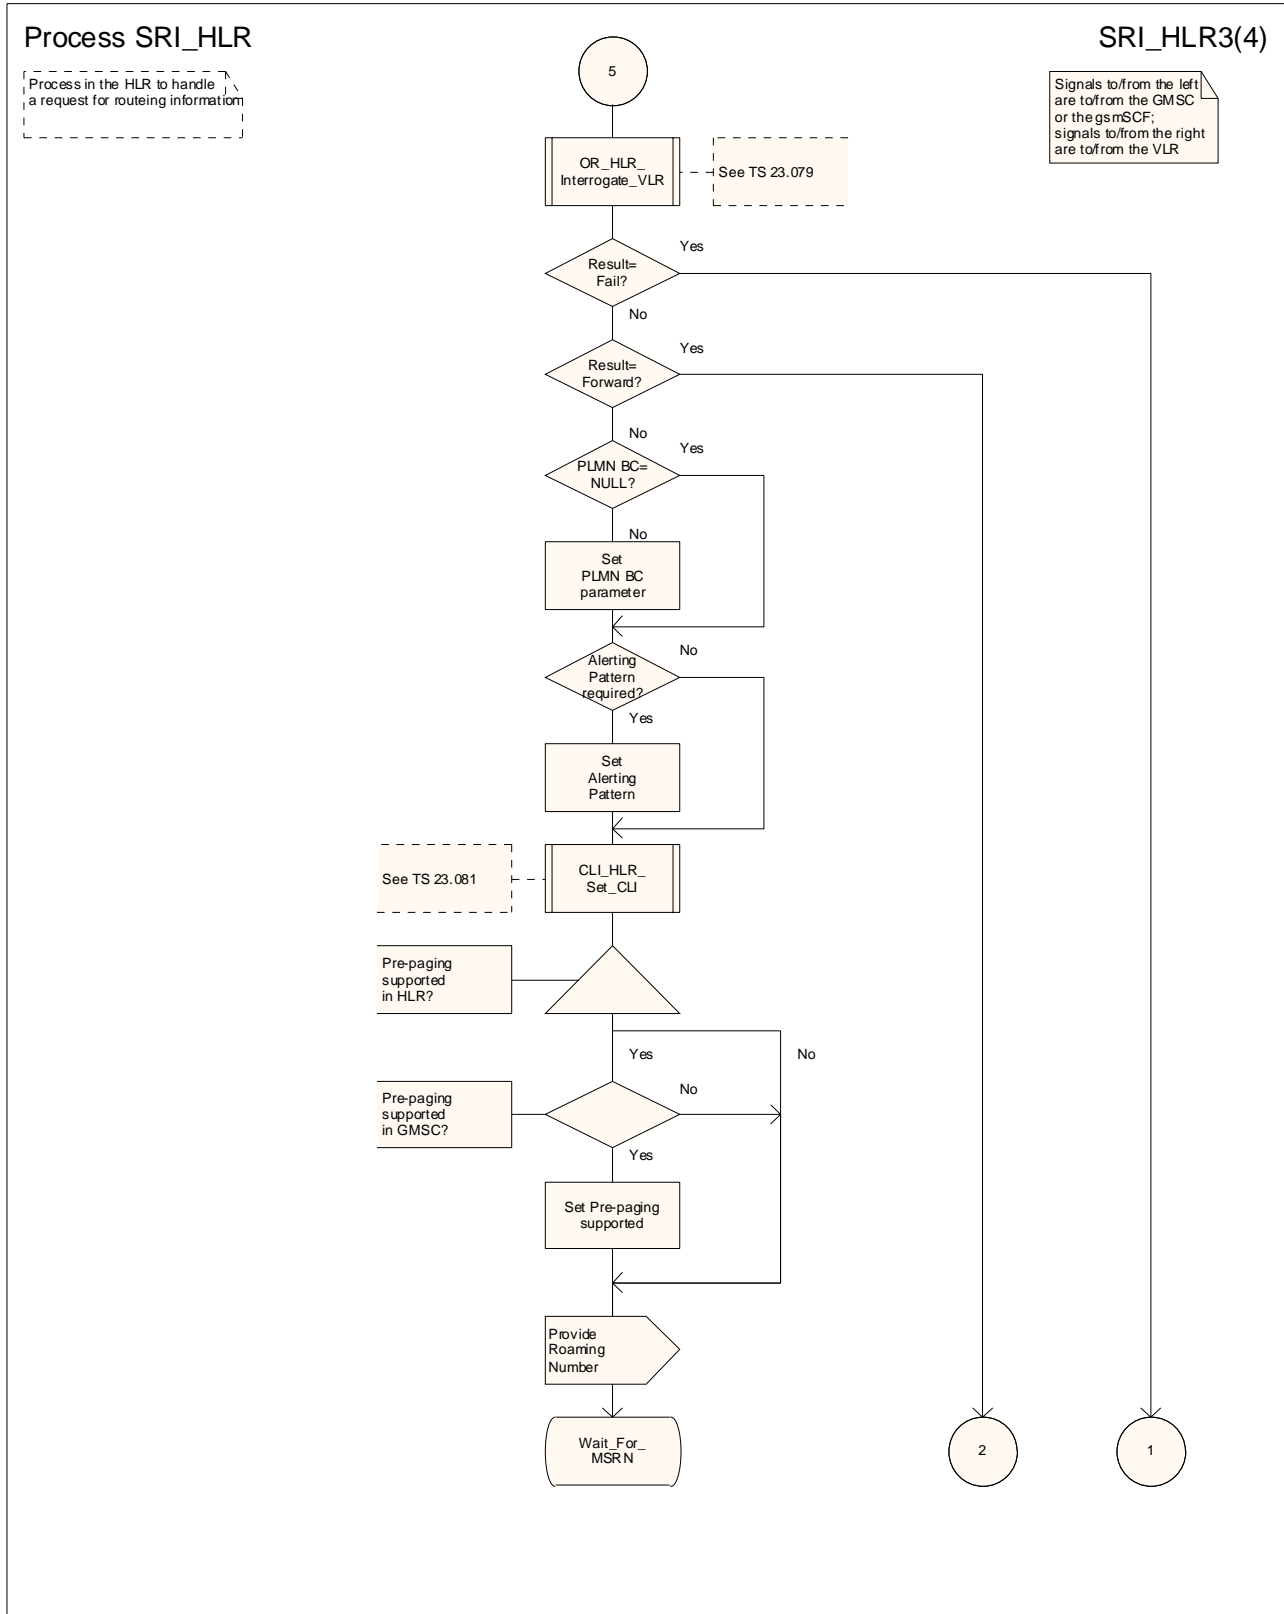 Process SRI_HLR
SRI_HLR3(4)
Process in the HLR to handle
a request for routeing information
Signals to/from the left
are to/from the GMSC
or the gsmSCF;
signals to/from the right
are to/from the VLR
5
OR_HLR_
Interrogate_VLR
See TS 23.079
Result=
Fail?
Yes
No
Result=
Forward?
Yes
No
PLMN BC=
NULL?
Yes
No
Set
PLMN BC
parameter
Alerting
Pattern
required?
No
Yes
Set
Alerting
Pattern
See TS 23.081
CLI_HLR_
Set_CLI
Pre-paging
supported
in HLR?
Yes
No
Pre-paging
supported
in GMSC?
No
Yes
Set Pre-paging
supported
Provide
Roaming
Number
Wait_For_
MSRN
2
1